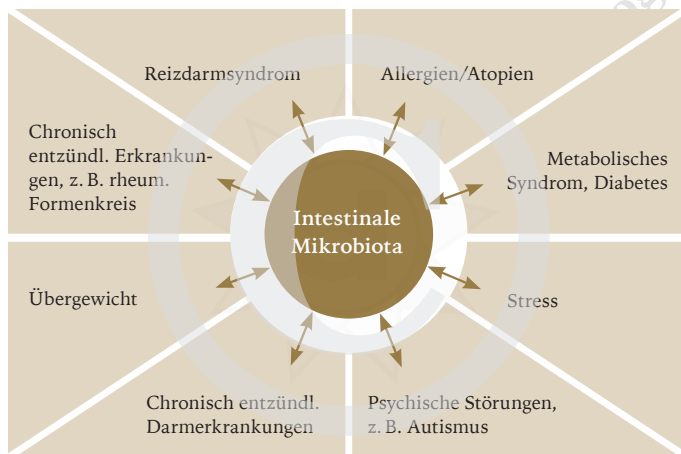 Reizdarmsyndrom
Allergien/Atopien
Chronisch
entzündl. Erkrankun-
gen, z. B. rheum.
Formenkreis
Metabolisches
Syndrom, Diabetes
Intestinale
Mikrobiota
Übergewicht
Stress
Chronisch entzündl.
Darmerkrankungen
Psychische Störungen,
z. B. Autismus